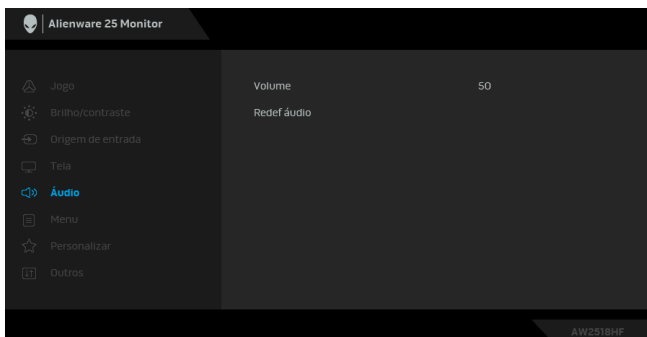 Alienware 25 Monitor
Jogo
Volume 50
Brilho/contraste
Redef áudio
Origem de entrada
Tela
Áudio
Menu
Personalizar
Outros
AW2518HF